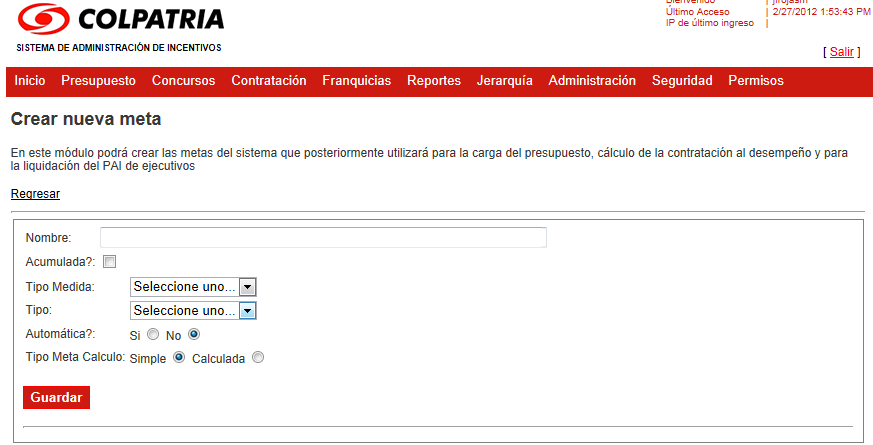 COLPATRIA
SISTEMA DE ADMINISTRACIÓN DE INCENTIVOS
Bienvenido | jrojasm
Último Acceso | 2/27/2012 1:53:43 PM
IP de último ingreso |
[ Salir ]
Inicio Presupuesto Concursos Contratación Franquicias Reportes Jerarquía Administración Seguridad Permisos
Crear nueva meta
En este módulo podrá crear las metas del sistema que posteriormente utilizará para la carga del presupuesto, cálculo de la contratación al desempeño y para
la liquidación del PAI de ejecutivos
Regresar
Nombre:
Acumulada?:
Tipo Medida: Seleccione uno...
Tipo: Seleccione uno...
Automática?: Si No
Tipo Meta Calculo: Simple Calculada
Guardar